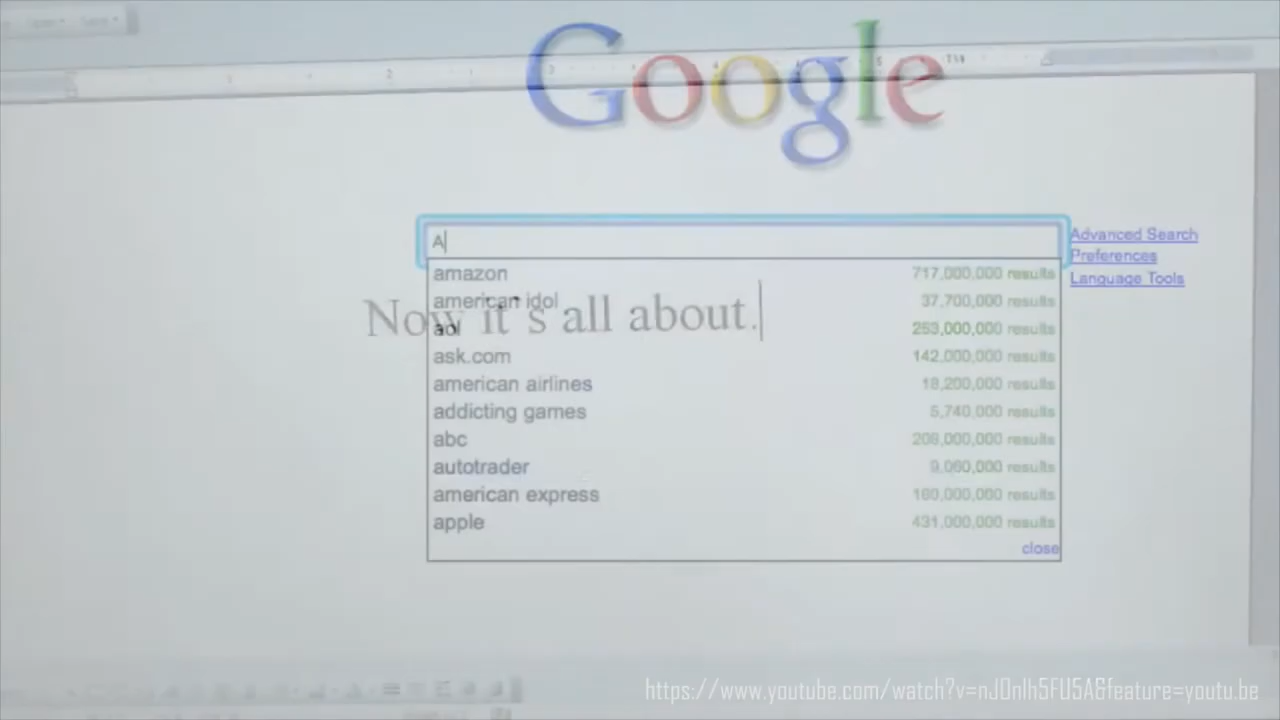 Google
A
Advanced Search
Preferences
Language Tools
amazon 717,000,000 results
american idol 37,700,000 results
Now it's all about.
aol 253,000,000 results
ask.com 142,000,000 results
american airlines 18,200,000 results
addicting games 5,740,000 results
abc 208,000,000 results
autotrader 9,060,000 results
american express 160,000,000 results
apple 431,000,000 results
close
https://www.youtube.com/watch?v=nJ0nlh5FU5A&feature=youtu.be